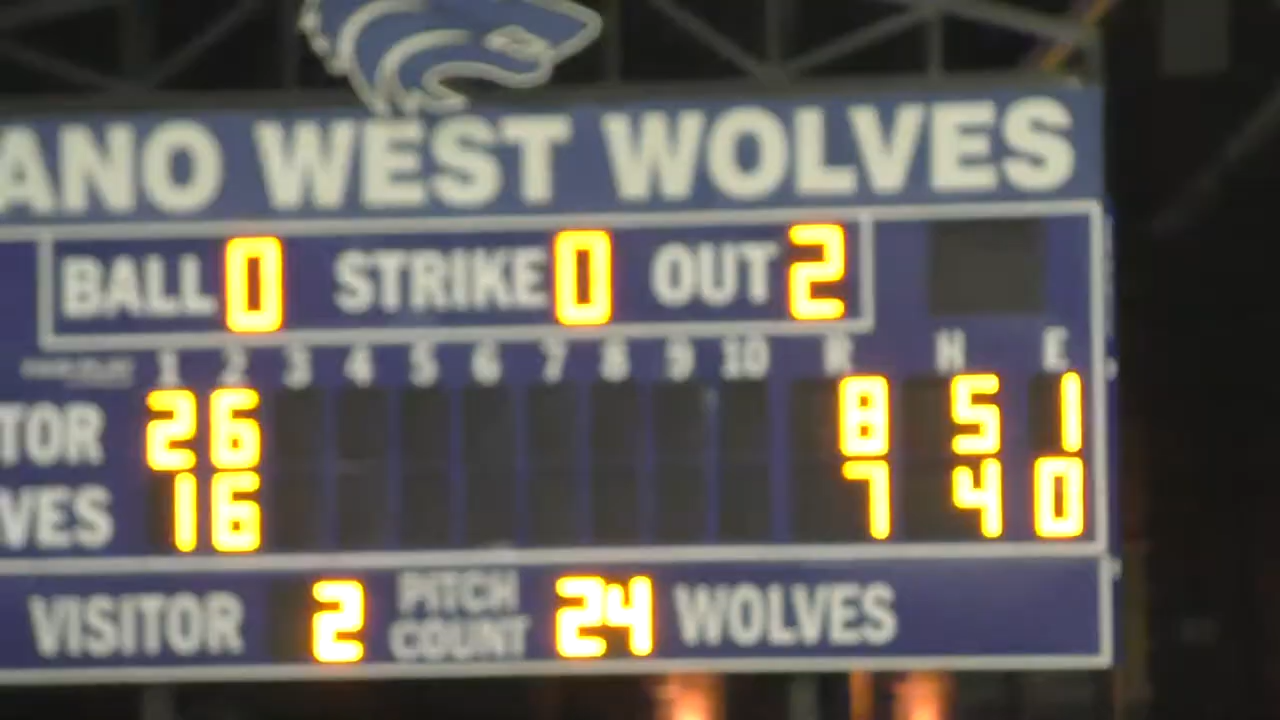 ANO WEST WOLVES
BALL 0 STRIKE 0 OUT 2
1 2 3 4 5 6 7 8 9 10 R H E
TOR 2 6 8 5 1
VES 1 6 7 4 0
VISITOR 2 PITCH COUNT 24 WOLVES